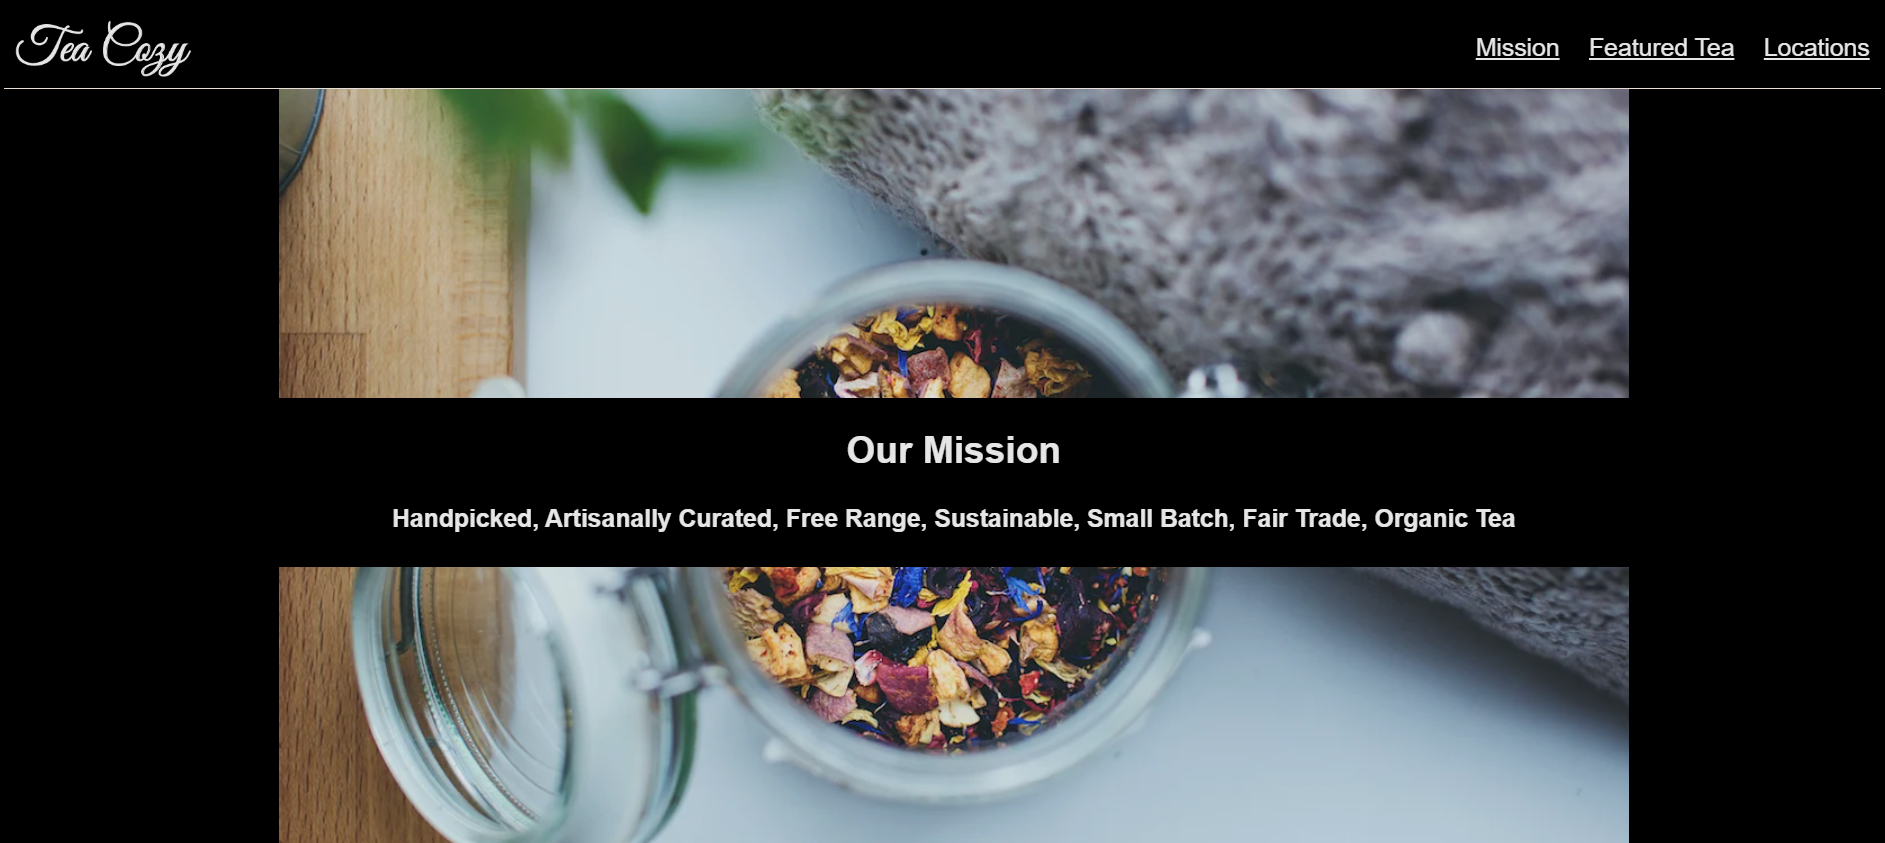 Tea Cozy
Mission Featured Tea Locations
Our Mission
Handpicked, Artisanally Curated, Free Range, Sustainable, Small Batch, Fair Trade, Organic Tea